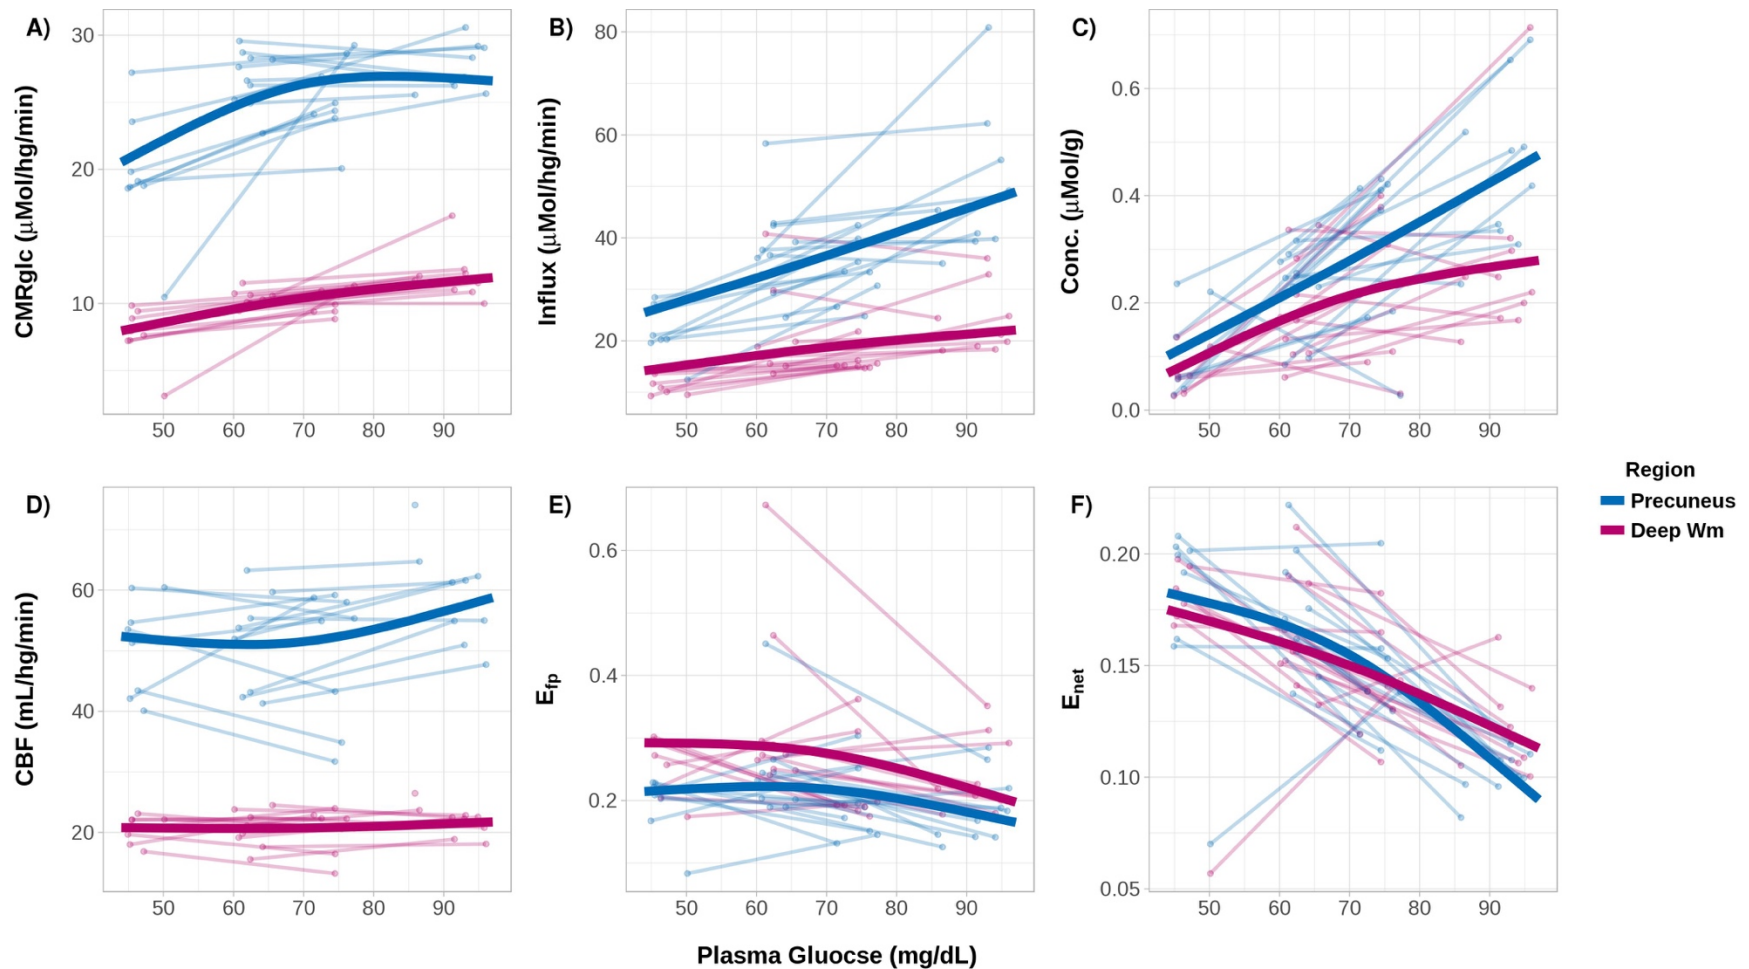 A)
30
20
10
50 60 70 80 90
CMRglc (μMol/hg/min)
B)
80
60
40
20
50 60 70 80 90
Influx (μMol/hg/min)
C)
0.6
0.4
0.2
0.0
50 60 70 80 90
Conc. (μMol/g)
D)
60
40
20
50 60 70 80 90
CBF (mL/hg/min)
E)
0.6
0.4
0.2
50 60 70 80 90
Efp
F)
0.20
0.15
0.10
0.05
50 60 70 80 90
Enet
Region
Precuneus
Deep Wm
Plasma Gluocse (mg/dL)